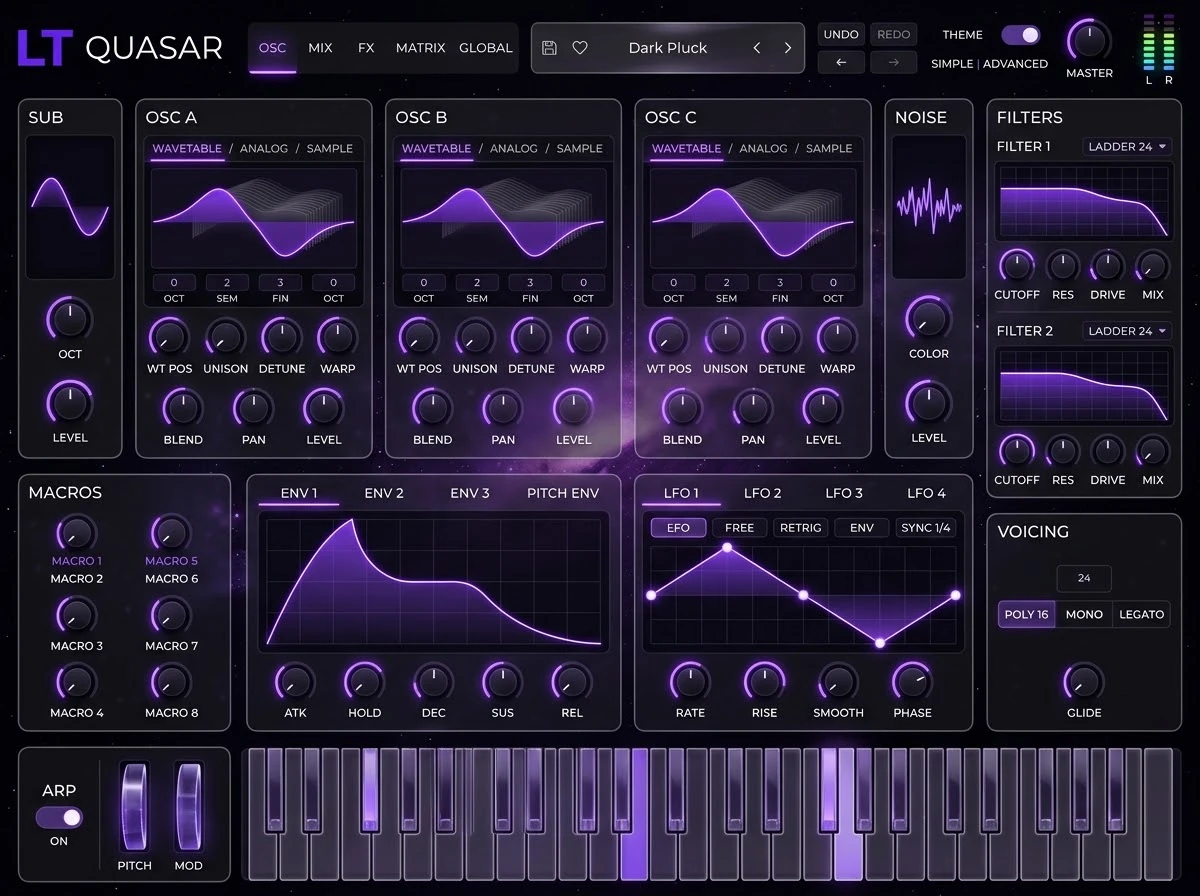 LT QUASAR
OSC MIX FX MATRIX GLOBAL
Dark Pluck
UNDO REDO
THEME
SIMPLE | ADVANCED
MASTER
L R
SUB
OCT
LEVEL
OSC A
WAVETABLE / ANALOG / SAMPLE
0 2 3 0
OCT SEM FIN OCT
WT POS UNISON DETUNE WARP
BLEND PAN LEVEL
OSC B
WAVETABLE / ANALOG / SAMPLE
0 2 3 0
OCT SEM FIN OCT
WT POS UNISON DETUNE WARP
BLEND PAN LEVEL
OSC C
WAVETABLE / ANALOG / SAMPLE
0 2 3 0
OCT SEM FIN OCT
WT POS UNISON DETUNE WARP
BLEND PAN LEVEL
NOISE
COLOR
LEVEL
FILTERS
FILTER 1 LADDER 24
CUTOFF RES DRIVE MIX
FILTER 2 LADDER 24
CUTOFF RES DRIVE MIX
MACROS
MACRO 1 MACRO 5
MACRO 2 MACRO 6
MACRO 3 MACRO 7
MACRO 4 MACRO 8
ENV 1 ENV 2 ENV 3 PITCH ENV
ATK HOLD DEC SUS REL
LFO 1 LFO 2 LFO 3 LFO 4
EFO FREE RETRIG ENV SYNC 1/4
RATE RISE SMOOTH PHASE
VOICING
24
POLY 16 MONO LEGATO
GLIDE
ARP
ON
PITCH MOD